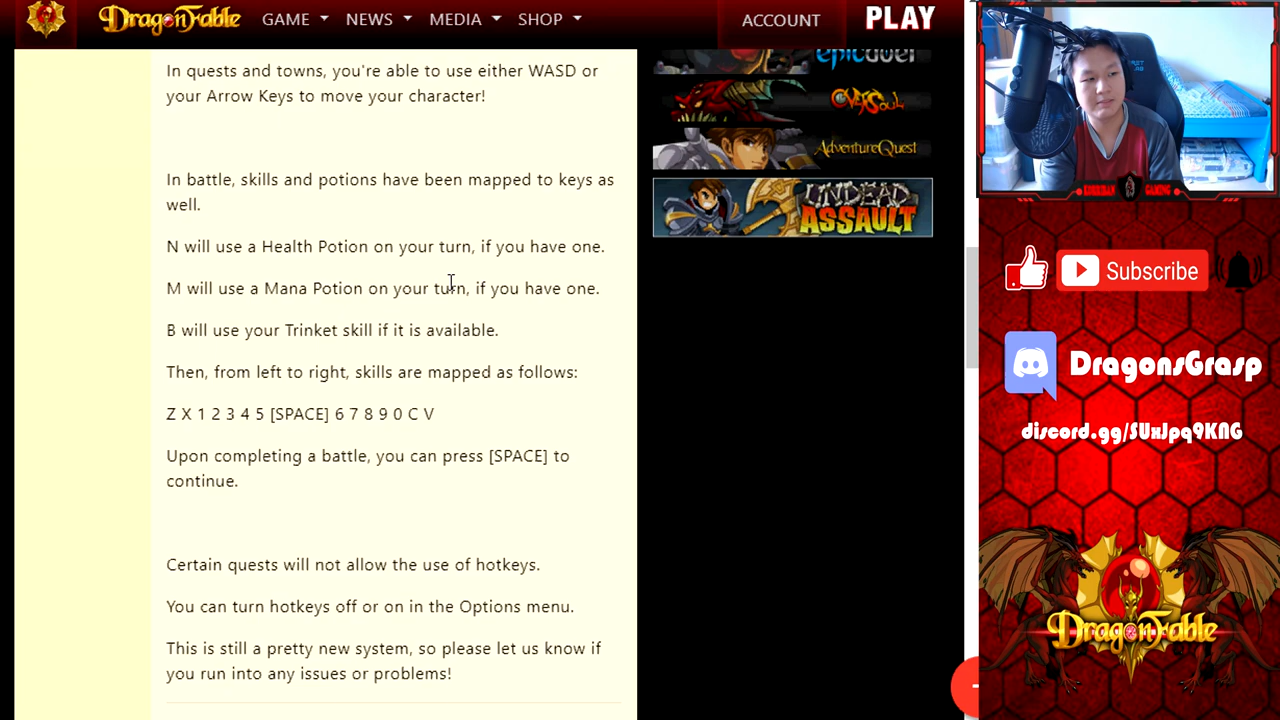 DragonFable
GAME
NEWS
MEDIA
SHOP
ACCOUNT
PLAY
In quests and towns, you're able to use either WASD or
your Arrow Keys to move your character!
In battle, skills and potions have been mapped to keys as
well.
N will use a Health Potion on your turn, if you have one.
M will use a Mana Potion on your turn, if you have one.
B will use your Trinket skill if it is available.
Then, from left to right, skills are mapped as follows:
Z X 1 2 3 4 5 [SPACE] 6 7 8 9 0 C V
Upon completing a battle, you can press [SPACE] to
continue.
Certain quests will not allow the use of hotkeys.
You can turn hotkeys off or on in the Options menu.
This is still a pretty new system, so please let us know if
you run into any issues or problems!
epicduel
OverSoul
AdventureQuest
UNDEAD
ASSAULT
GAMING
Subscribe
DragonsGrasp
discord.gg/SUxJpq9KNG
DragonFable